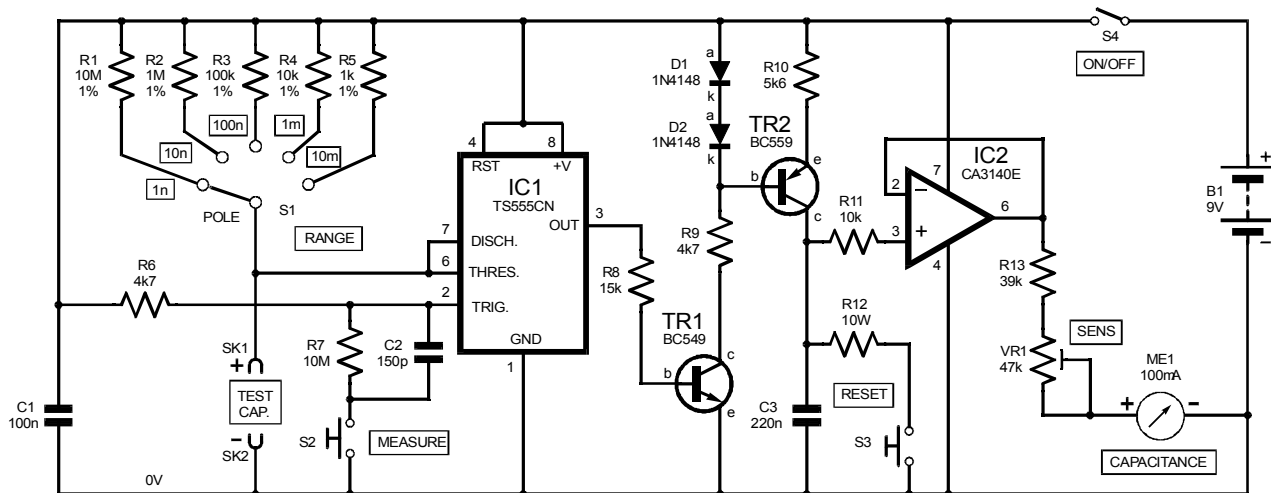 R1
10M
1%
R2
1M
1%
R3
100k
1%
R4
10k
1%
R5
1k
1%
1n
10n
100n
1m
10m
POLE
S1
RANGE
R6
4k7
C1
100n
0V
SK1
+
TEST
CAP.
−
SK2
R7
10M
C2
150p
S2
MEASURE
4
RST
8
+V
IC1
TS555CN
OUT
3
7
DISCH.
6
THRES.
2
TRIG.
GND
1
R8
15k
TR1
BC549
b
c
e
a
D1
1N4148
k
a
D2
1N4148
k
R9
4k7
R10
5k6
TR2
BC559
b
e
c
R11
10k
R12
10W
RESET
C3
220n
S3
IC2
CA3140E
7
2
−
3
+
4
6
R13
39k
SENS
VR1
47k
ME1
100mA
+
−
CAPACITANCE
S4
ON/OFF
+
B1
9V
−